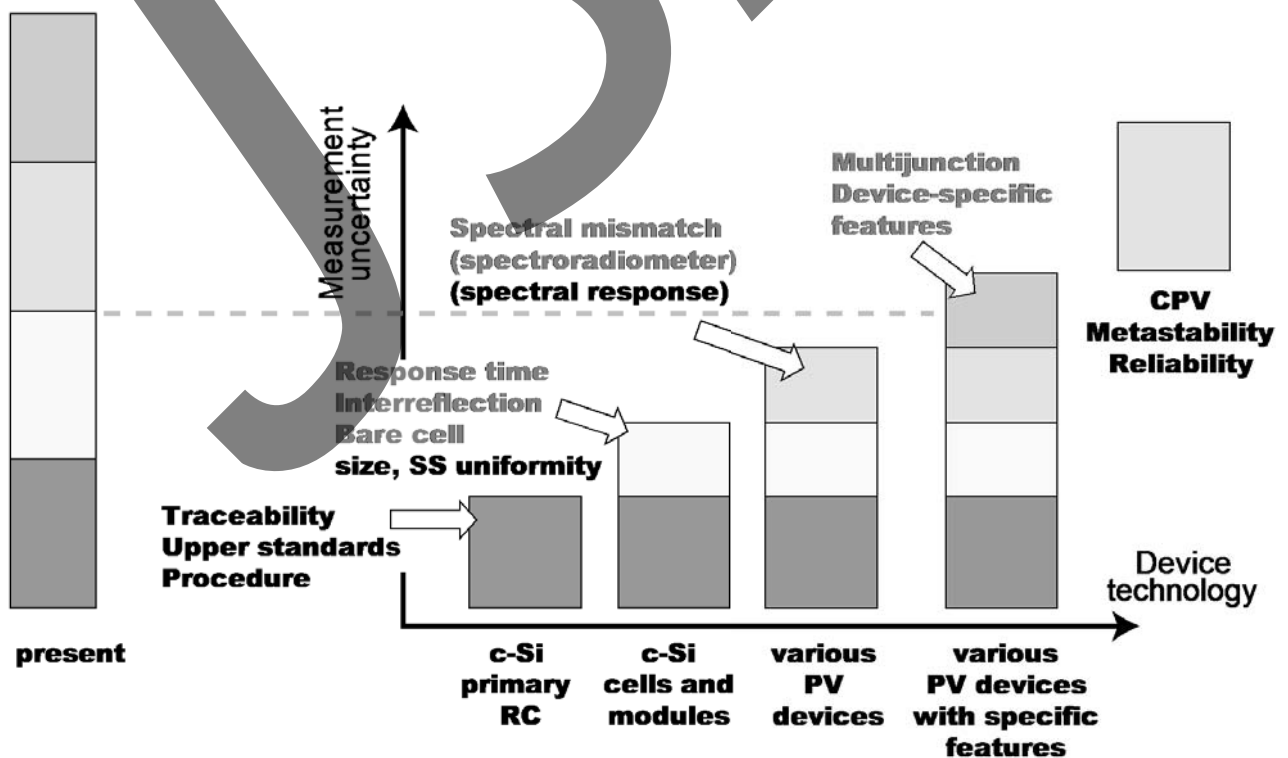 Measurement
uncertainty
Multijunction
Device-specific
features
Spectral mismatch
(spectroradiometer)
(spectral response)
CPV
Metastability
Reliability
Response time
Interreflection
Bare cell
size, SS uniformity
Traceability
Upper standards
Procedure
Device
technology
present
c-Si
primary
RC
c-Si
cells and
modules
various
PV
devices
various
PV devices
with specific
features